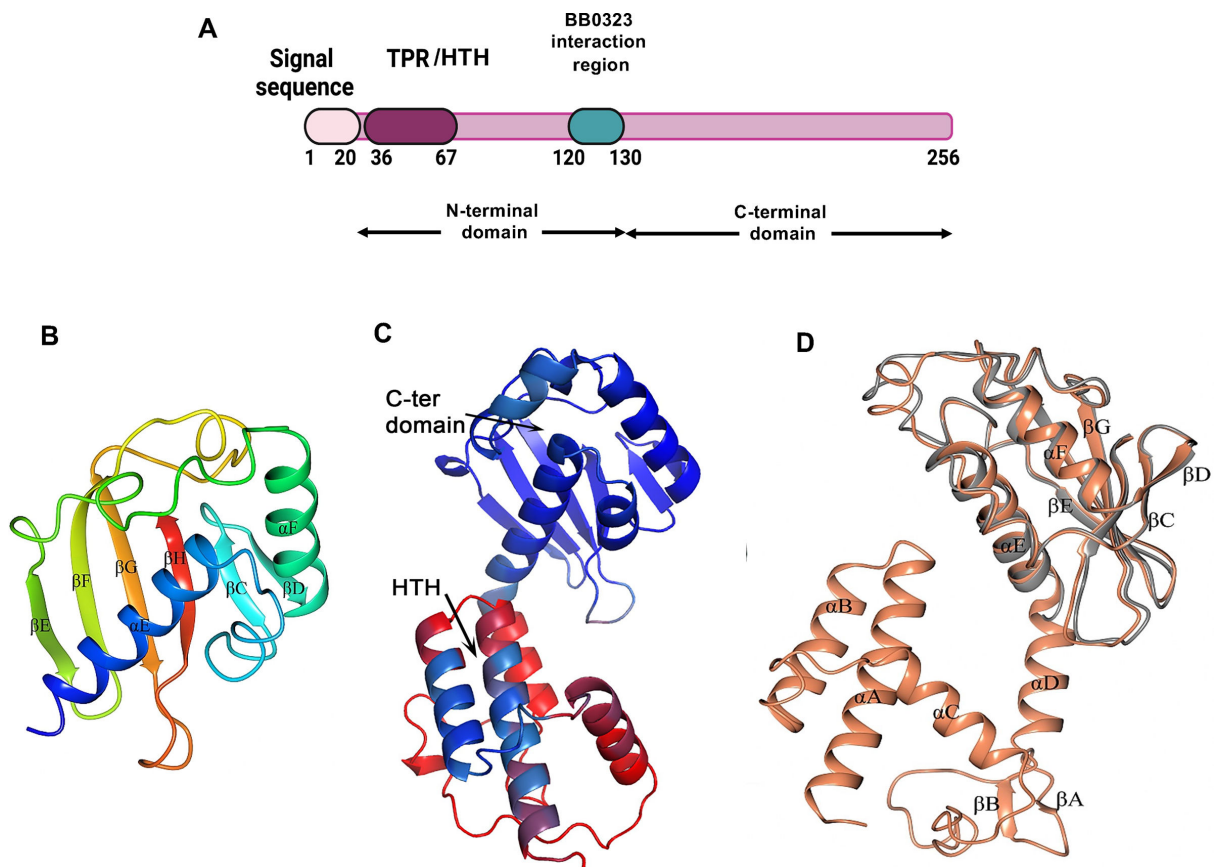 A
Signal
sequence
TPR/HTH
BB0323
interaction
region
1 20 36 67 120 130 256
N-terminal
domain
C-terminal
domain
B
βE
βF
βG
αE
βH
βC
βD
αF
C
C-ter
domain
HTH
D
βG
αF
βD
βE
βC
αE
αB
αA
αC
αD
βB
βA